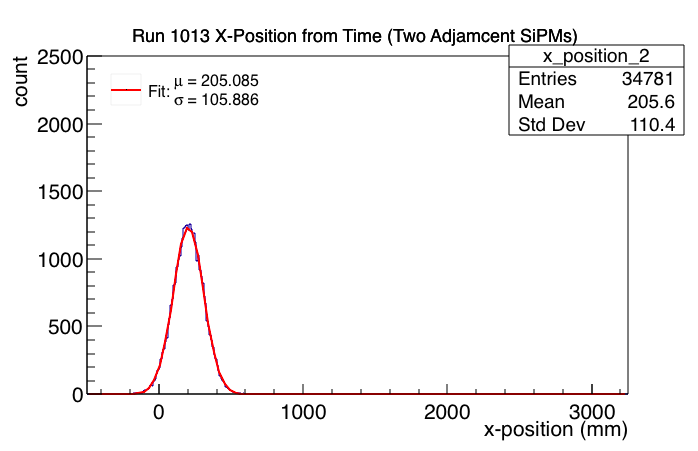 Run 1013 X-Position from Time (Two Adjamcent SiPMs)
x_position_2
Entries 34781
Mean 205.6
Std Dev 110.4
Fit: μ = 205.085
σ = 105.886
count
2500
2000
1500
1000
500
0
0 1000 2000 3000
x-position (mm)